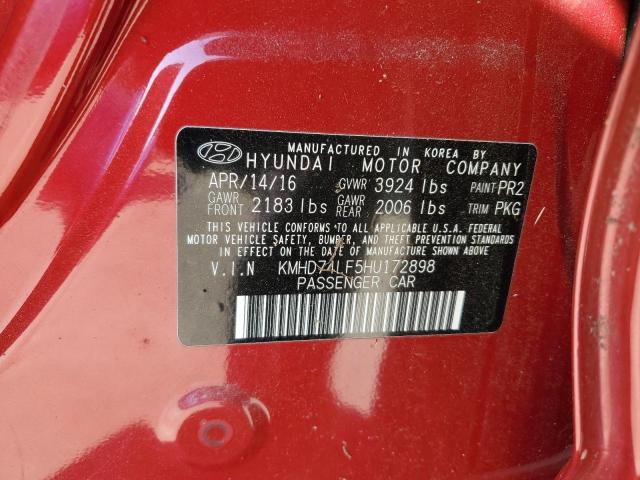 MANUFACTURED IN KOREA BY
HYUNDAI MOTOR COMPANY
APR/14/16 GVWR 3924 lbs PAINT PR2
GAWR FRONT 2183 lbs GAWR REAR 2006 lbs TRIM PKG
THIS VEHICLE CONFORMS TO ALL APPLICABLE FEDERAL
MOTOR VEHICLE SAFETY, BUMPER, AND THEFT PREVENTION
STANDARDS IN EFFECT ON THE DATE OF MANUFACTURE SHOWN ABOVE
V.I.N KMHD74LF5HU172898
PASSENGER CAR